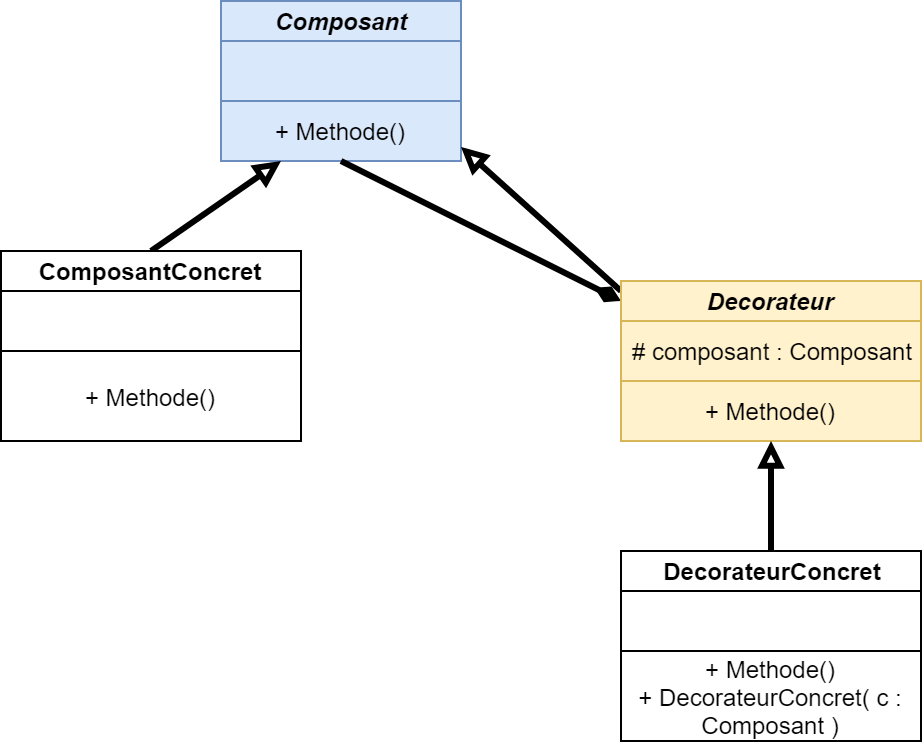 Composant
+ Methode()
ComposantConcret
+ Methode()
Decorateur
# composant : Composant
+ Methode()
DecorateurConcret
+ Methode()
+ DecorateurConcret( c :
Composant )